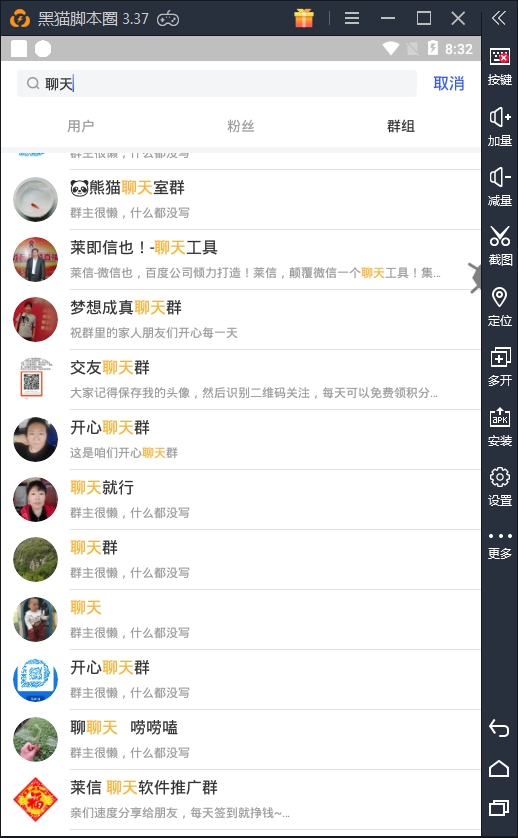 黑猫脚本圈 3.37
8:32
聊天
取消
用户 粉丝 群组
群主很懒，什么都没写
🐼熊猫聊天室群
群主很懒，什么都没写
莱即信也！-聊天工具
莱信-微信也，百度公司倾力打造！莱信，颠覆微信一个聊天工具！集...
梦想成真聊天群
祝群里的家人朋友们开心每一天
交友聊天群
大家记得保存我的头像，然后识别二维码关注，每天可以免费领积分...
开心聊天群
这是咱们开心聊天群
聊天就行
群主很懒，什么都没写
聊天群
群主很懒，什么都没写
聊天
群主很懒，什么都没写
开心聊天群
群主很懒，什么都没写
聊聊天 唠唠嗑
群主很懒，什么都没写
莱信 聊天软件推广群
亲们速度分享给朋友，每天签到就挣钱~...
按键
加量
减量
截图
定位
多开
APK
安装
设置
更多